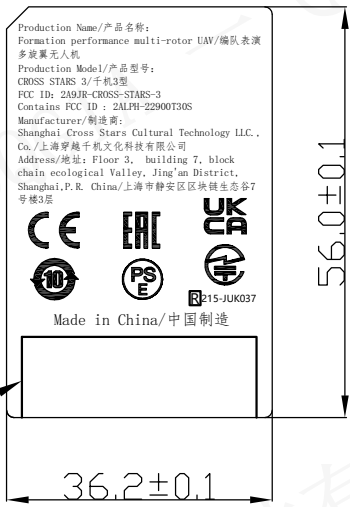 Production Name/产品名称:
Formation performance multi-rotor UAV/编队表演
多旋翼无人机
Production Model/产品型号:
CROSS STARS 3/千机3型
FCC ID: 2A9JR-CROSS-STARS-3
Contains FCC ID : 2ALPH-22900T30S
Manufacturer/制造商:
Shanghai Cross Stars Cultural Technology LLC.,
Co./上海穿越千机文化科技有限公司
Address/地址: Floor 3, building 7, block
chain ecological Valley, Jing'an District,
Shanghai,P.R. China/上海市静安区区块链生态谷7
号楼3层
CE EAC UK
CA
10 PS
E
R 215-JUK037
Made in China/中国制造
56.0±0.1
36.2±0.1